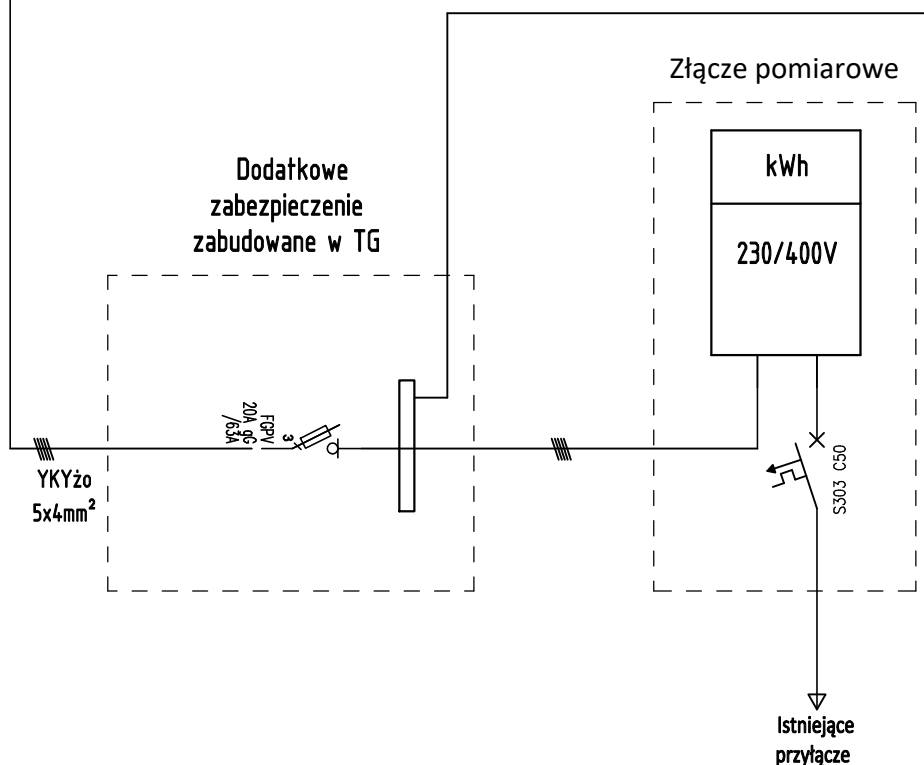 Złącze pomiarowe
kWh
230/400V
Dodatkowe
zabezpieczenie
zabudowane w TG
FGPV
20A gG
/63A
3
YKYżo
5x4mm²
S303 C50
Istniejące
przyłącze